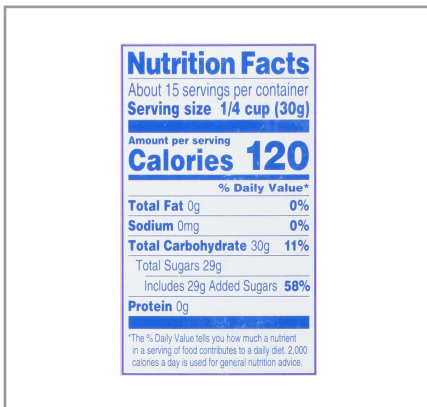 Nutrition Facts
About 15 servings per container
Serving size 1/4 cup (30g)
Amount per serving
Calories 120
% Daily Value*
Total Fat 0g 0%
Sodium 0mg 0%
Total Carbohydrate 30g 11%
Total Sugars 29g
Includes 29g Added Sugars 58%
Protein 0g
*The % Daily Value tells you how much a nutrient
in a serving of food contributes to a daily diet. 2,000
calories a day is used for general nutrition advice.